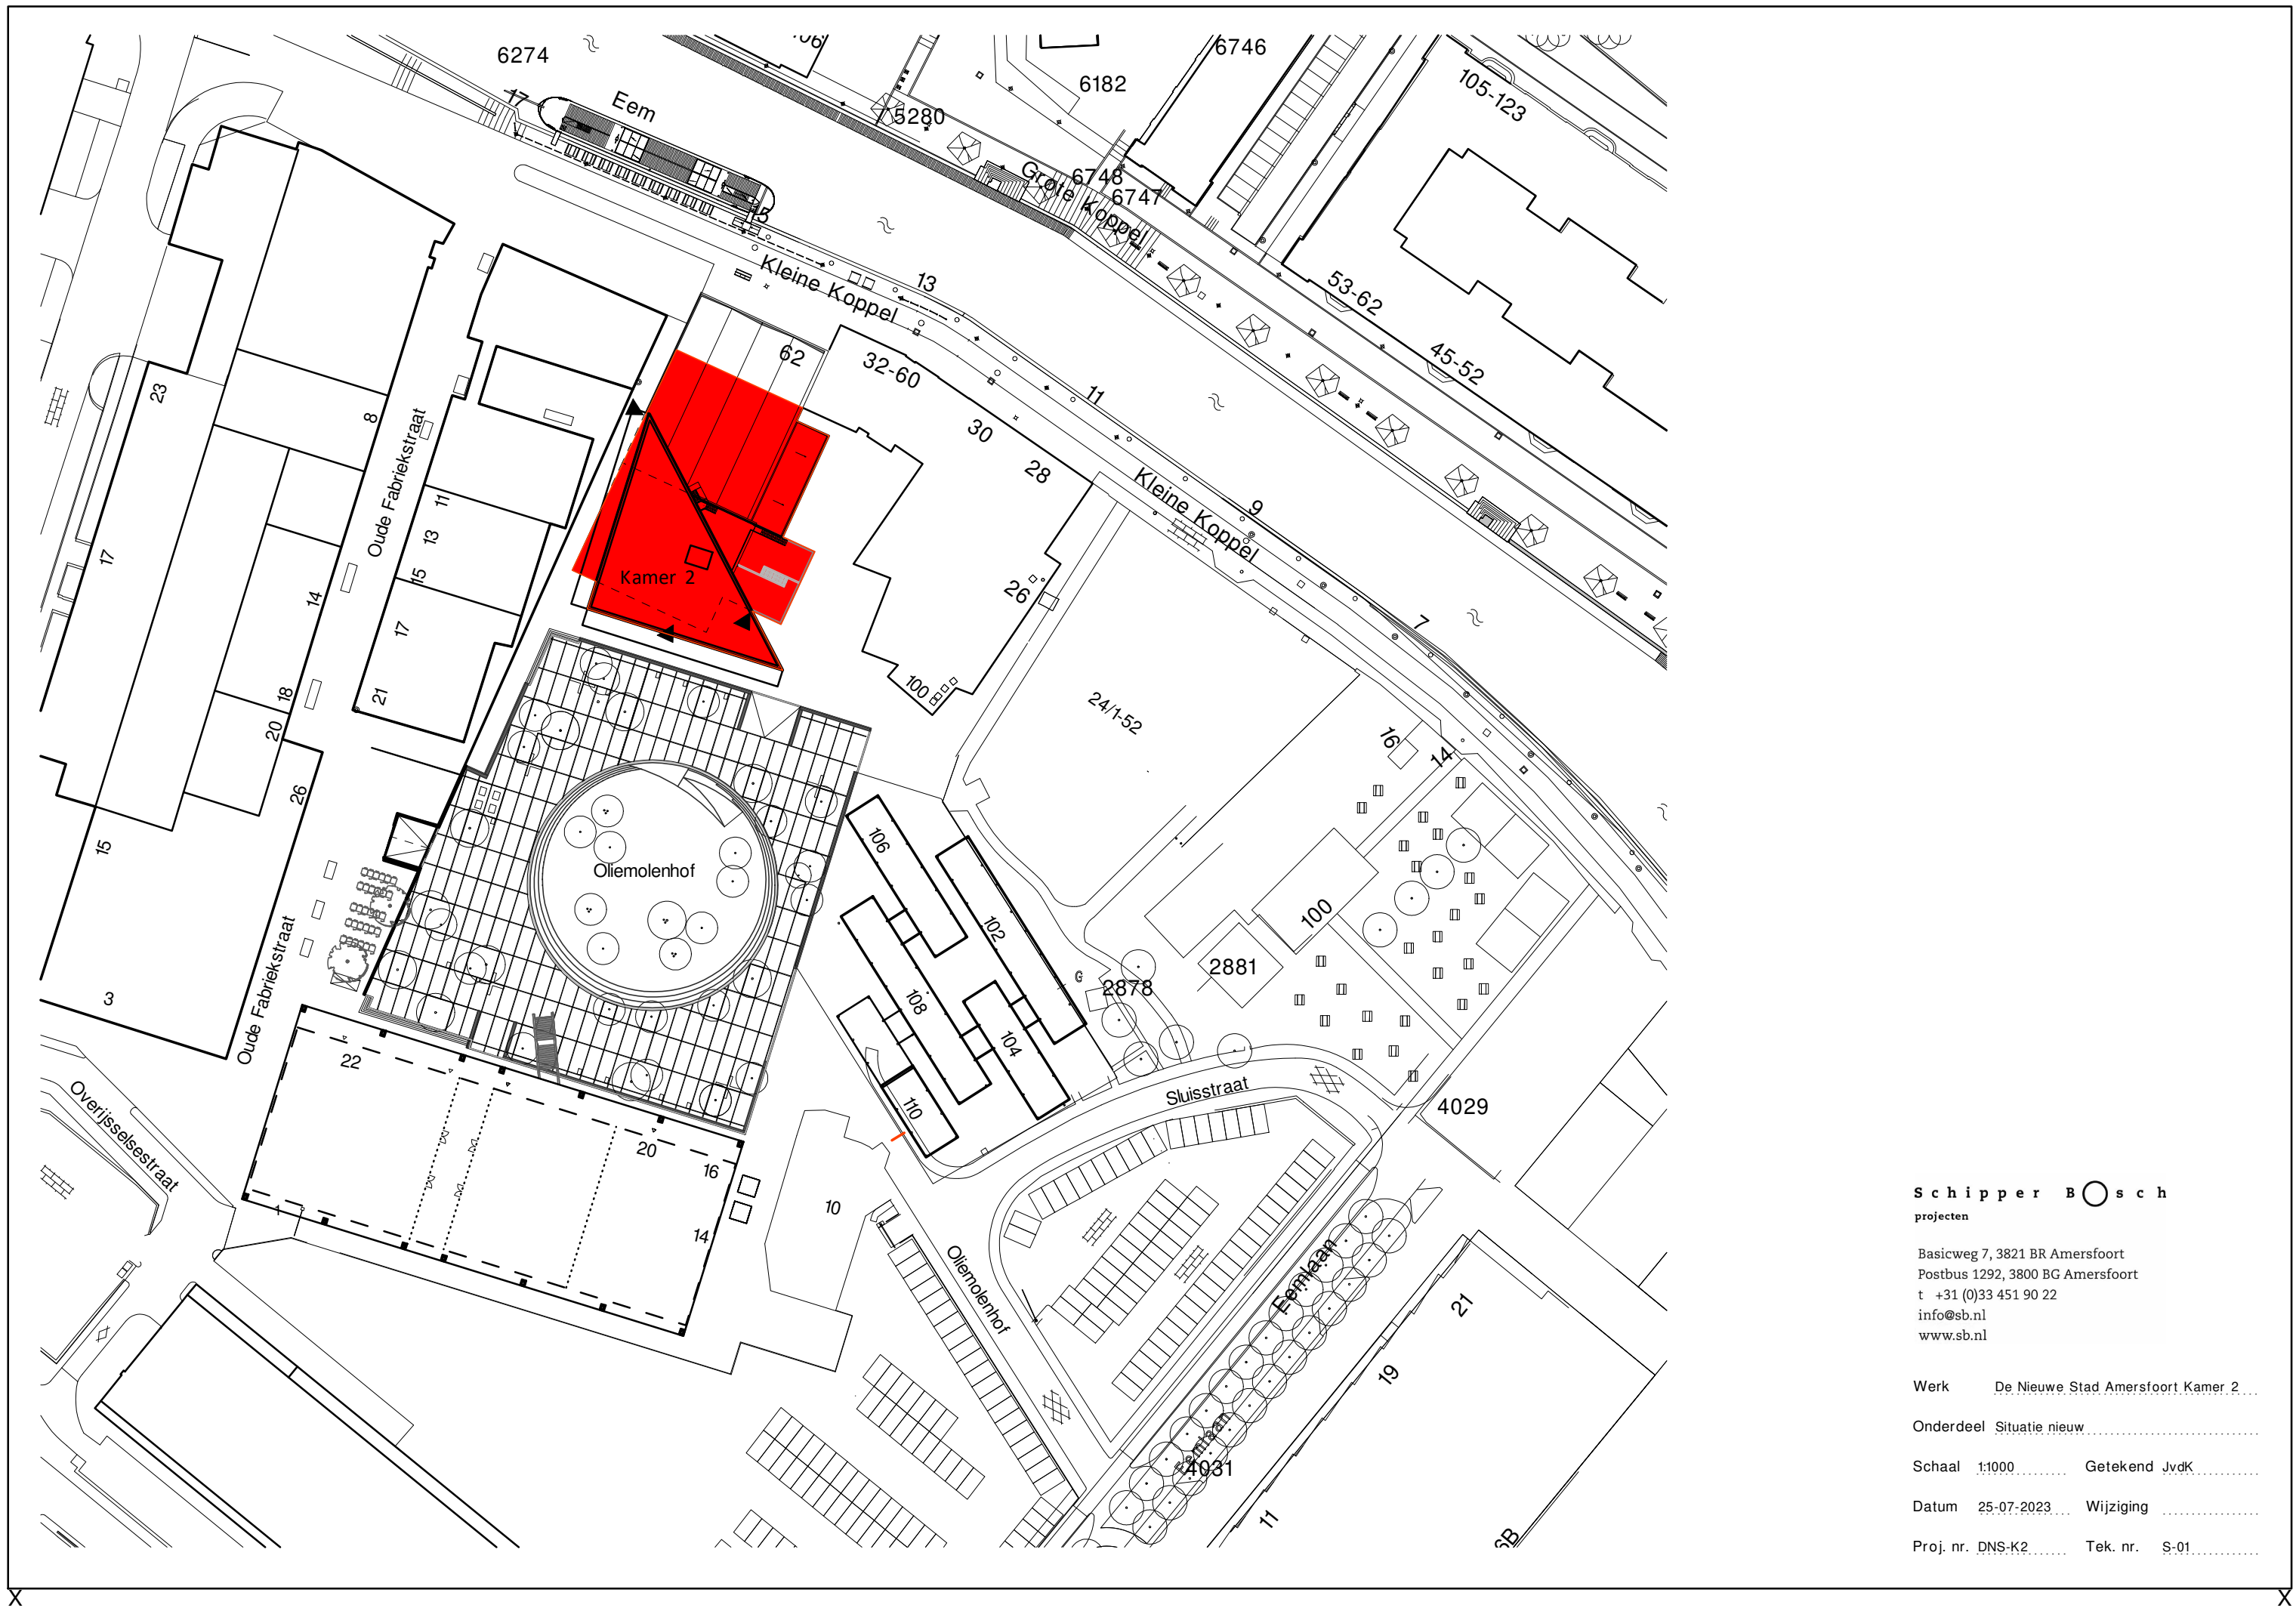 6274
Eem
17
5280
6182
6746
105-123
Grote Koppel
6748
6747
15
Kleine Koppel
13
53-62
45-52
62
32-60
30
28
11
Kleine Koppel
9
26
7
23
8
Oude Fabriekstraat
11
13
15
17
17
14
21
18
20
26
15
3
Oude Fabriekstraat
Kamer 2
100
24/1-52
16
14
Oliemolenhof
106
102
108
104
110
G
2878
2881
100
4029
Sluisstraat
Overijsselsestraat
22
20
16
14
1
10
Oliemolenhof
Eemlaan
Eemlaan
4031
21
19
11
6B
Schipper Bosch
projecten
Basicweg 7, 3821 BR Amersfoort
Postbus 1292, 3800 BG Amersfoort
t +31 (0)33 451 90 22
info@sb.nl
www.sb.nl
Werk De Nieuwe Stad Amersfoort Kamer 2
Onderdeel Situatie nieuw
Schaal 1:1000 Getekend JvdK
Datum 25-07-2023 Wijziging
Proj. nr. DNS-K2 Tek. nr. S-01
X X